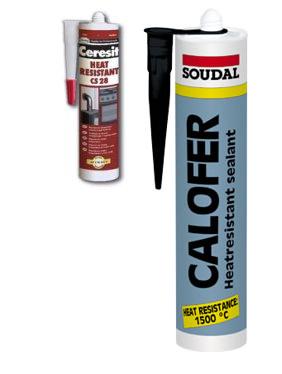 Ceresit
HEAT
RESISTANT
CS 28
SOUDAL
CALOFER
Heatresistant sealant
HEAT RESISTANCE:
1500 °C